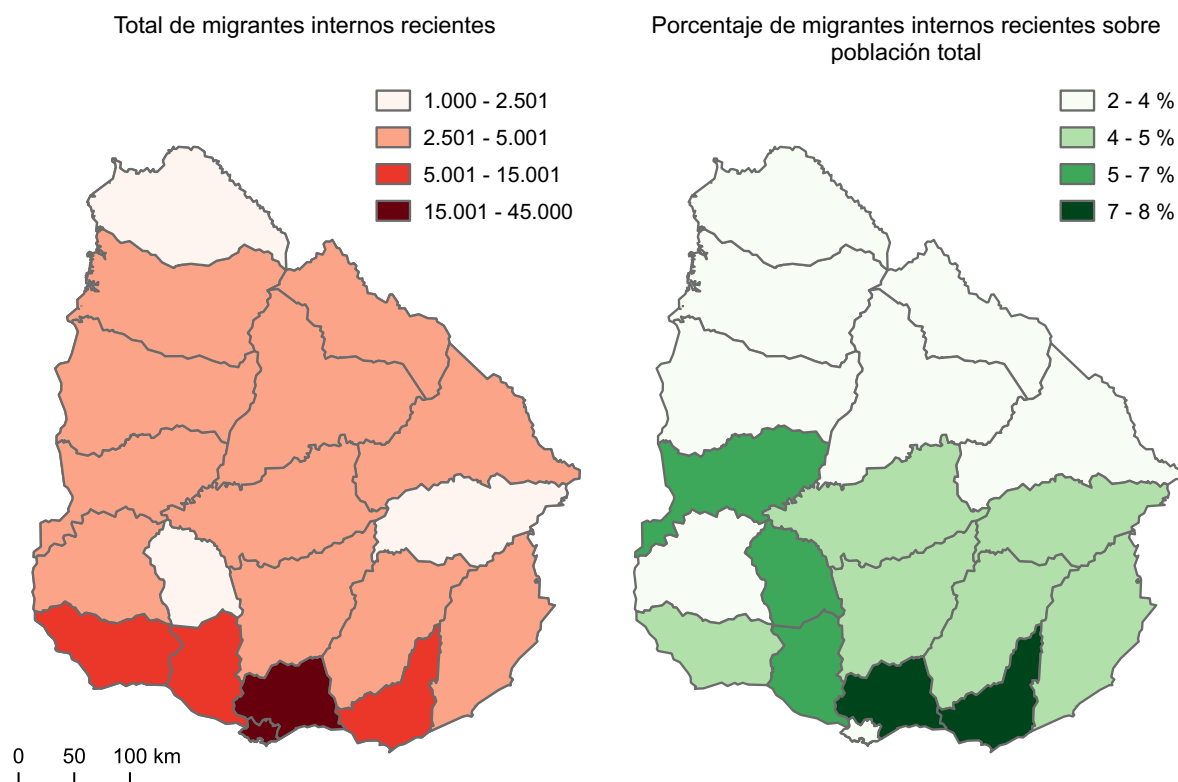 Total de migrantes internos recientes
1.000 - 2.501
2.501 - 5.001
5.001 - 15.001
15.001 - 45.000
0 50 100 km
Porcentaje de migrantes internos recientes sobre
población total
2 - 4 %
4 - 5 %
5 - 7 %
7 - 8 %